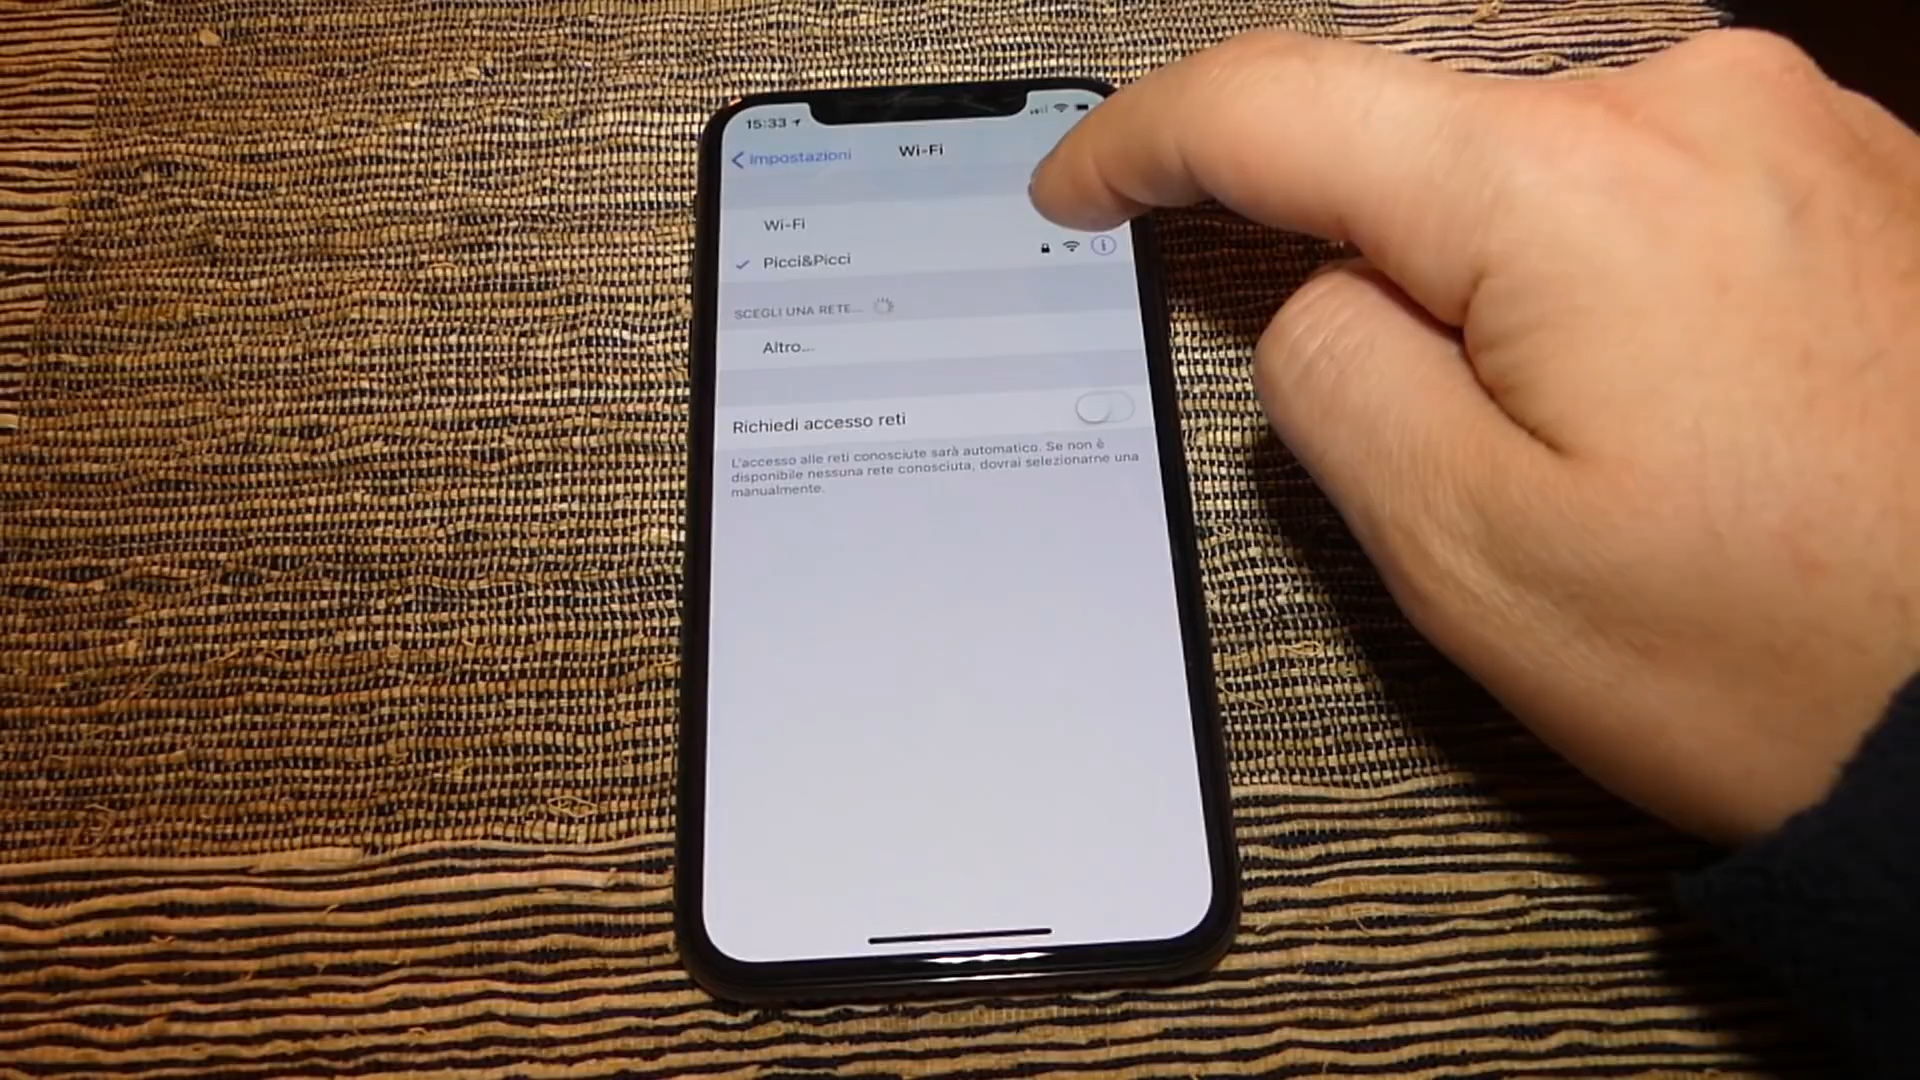 15:33
Impostazioni
Wi-Fi
Wi-Fi
Picci&Picci
SCEGLI UNA RETE...
Altro...
Richiedi accesso reti
L'accesso alle reti conosciute sarà automatico. Se non è
disponibile nessuna rete conosciuta, dovrai selezionarne una
manualmente.